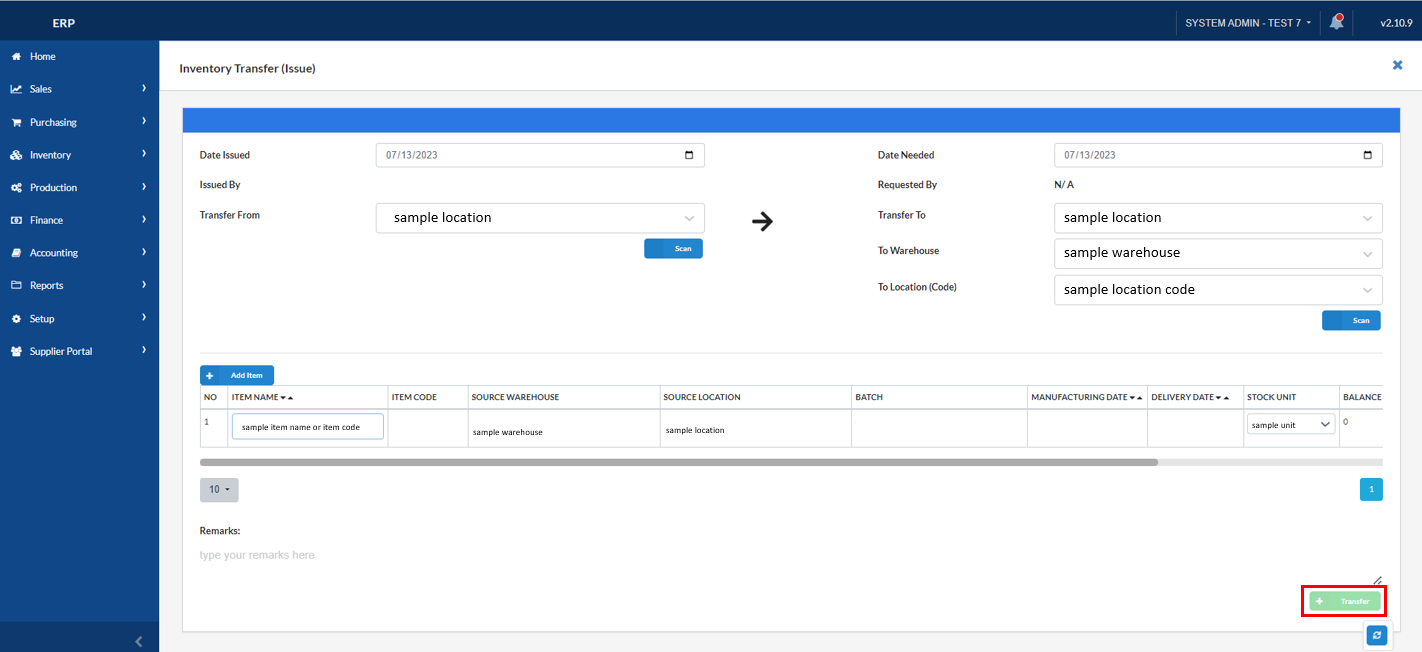 ERP
SYSTEM ADMIN - TEST 7
v2.10.9
Home
Sales
Purchasing
Inventory
Production
Finance
Accounting
Reports
Setup
Supplier Portal
Inventory Transfer (Issue)
Date Issued 07/13/2023
Issued By
Transfer From sample location
Scan
Date Needed 07/13/2023
Requested By N/ A
Transfer To sample location
To Warehouse sample warehouse
To Location (Code) sample location code
Scan
Add Item
NO ITEM NAME ITEM CODE SOURCE WAREHOUSE SOURCE LOCATION BATCH MANUFACTURING DATE DELIVERY DATE STOCK UNIT BALANCE
1 sample item name or item code sample warehouse sample location sample unit 0
10
1
Remarks:
type your remarks here
Transfer